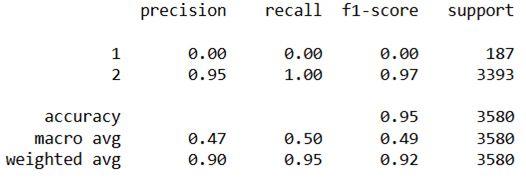 precision recall f1-score support
1 0.00 0.00 0.00 187
2 0.95 1.00 0.97 3393
accuracy 0.95 3580
macro avg 0.47 0.50 0.49 3580
weighted avg 0.90 0.95 0.92 3580